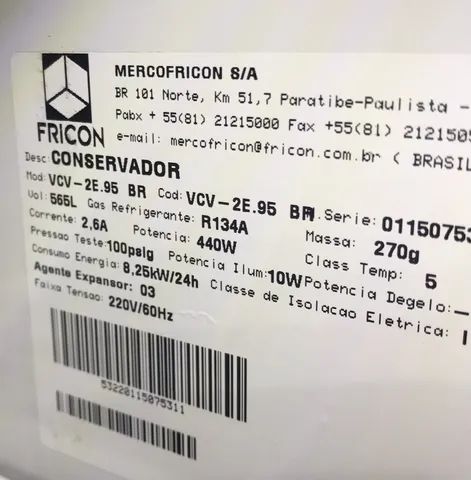 MERCOFRICON S/A
BR 101 Norte, Km 51,7 Paratibe-Paulista -
Pabx + 55(81) 21215000 Fax +55(81) 2121505
e-mail: mercofricon@fricon.com.br ( BRASIL
FRICON
Desc: CONSERVADOR
Mod: VCV-2E.95 BR Cod: VCV-2E.95 BR N.Serie: 01150753
Vol: 565L Gas Refrigerante: R134A Massa: 270g
Corrente: 2,6A Potencia: 440W Class Temp: 5
Pressao Teste: 100psig Potencia Ilum: 10W Potencia Degelo: -
Consumo Energia: 8,25kW/24h Classe de Isolacao Eletrica: I
Agente Expansor: 03
Faixa Tensao: 220V/60Hz
53220115075311